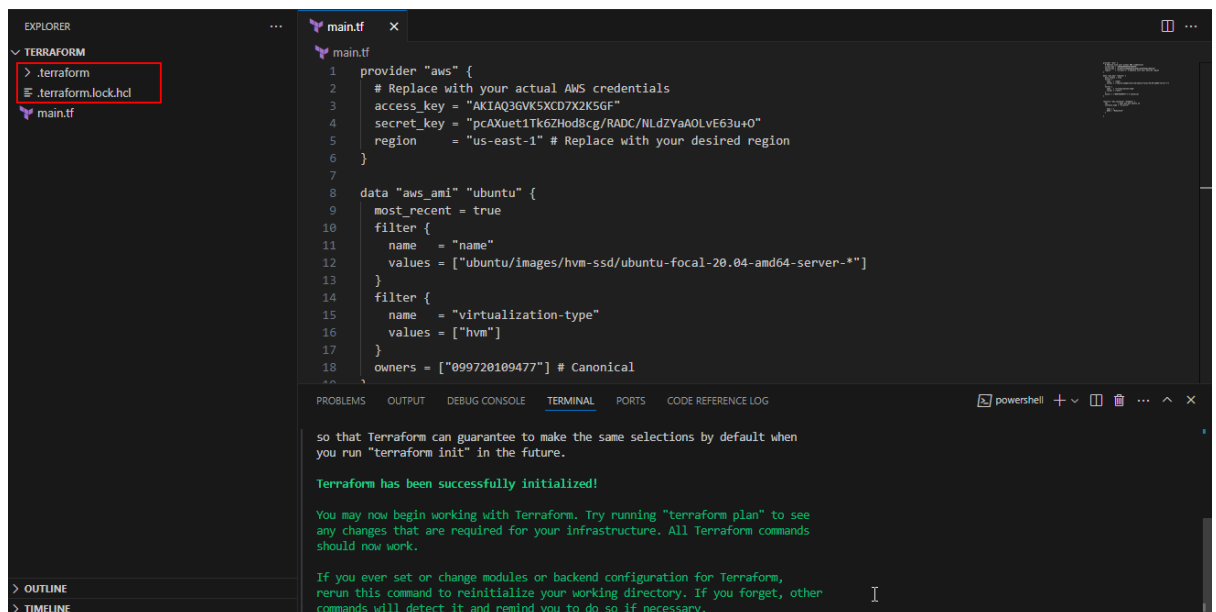 EXPLORER
TERRAFORM
.terraform
.terraform.lock.hcl
main.tf
main.tf
main.tf
1 provider "aws" {
2 # Replace with your actual AWS credentials
3 access_key = "AKIAQ3GVK5XCD7X2K5GF"
4 secret_key = "pcAXuet1Tk6ZHod8cg/RADC/NLdZYaAOLvE63u+O"
5 region     = "us-east-1" # Replace with your desired region
6 }
7
8 data "aws_ami" "ubuntu" {
9 most_recent = true
10 filter {
11 name   = "name"
12 values = ["ubuntu/images/hvm-ssd/ubuntu-focal-20.04-amd64-server-*"]
13 }
14 filter {
15 name   = "virtualization-type"
16 values = ["hvm"]
17 }
18 owners = ["099720109477"] # Canonical
PROBLEMS OUTPUT DEBUG CONSOLE TERMINAL PORTS CODE REFERENCE LOG powershell
so that Terraform can guarantee to make the same selections by default when
you run "terraform init" in the future.
Terraform has been successfully initialized!
You may now begin working with Terraform. Try running "terraform plan" to see
any changes that are required for your infrastructure. All Terraform commands
should now work.
If you ever set or change modules or backend configuration for Terraform,
rerun this command to reinitialize your working directory. If you forget, other
commands will detect it and remind you to do so if necessary.
OUTLINE
TIMELINE